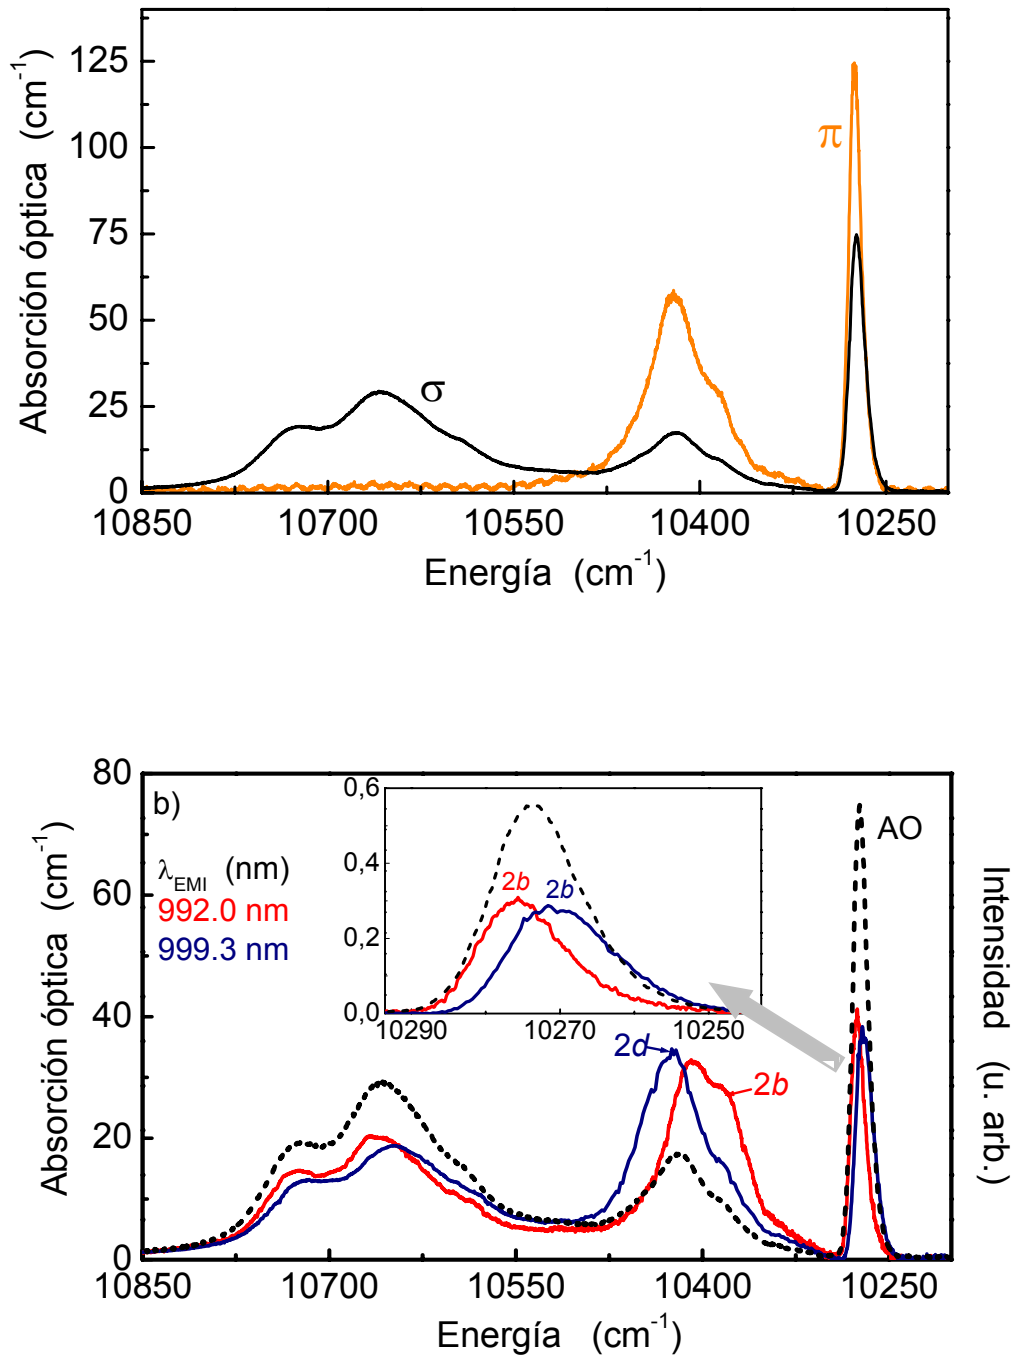 Absorción óptica (cm⁻¹)
125
100
75
50
25
0
π
σ
10850 10700 10550 10400 10250
Energía (cm⁻¹)
Absorción óptica (cm⁻¹)
80
60
40
20
0
b)
λEMI (nm)
992.0 nm
999.3 nm
0,6
0,4
0,2
0,0
2b 2b
10290 10270 10250
AO
2d
2b
Intensidad (u. arb.)
10850 10700 10550 10400 10250
Energía (cm⁻¹)